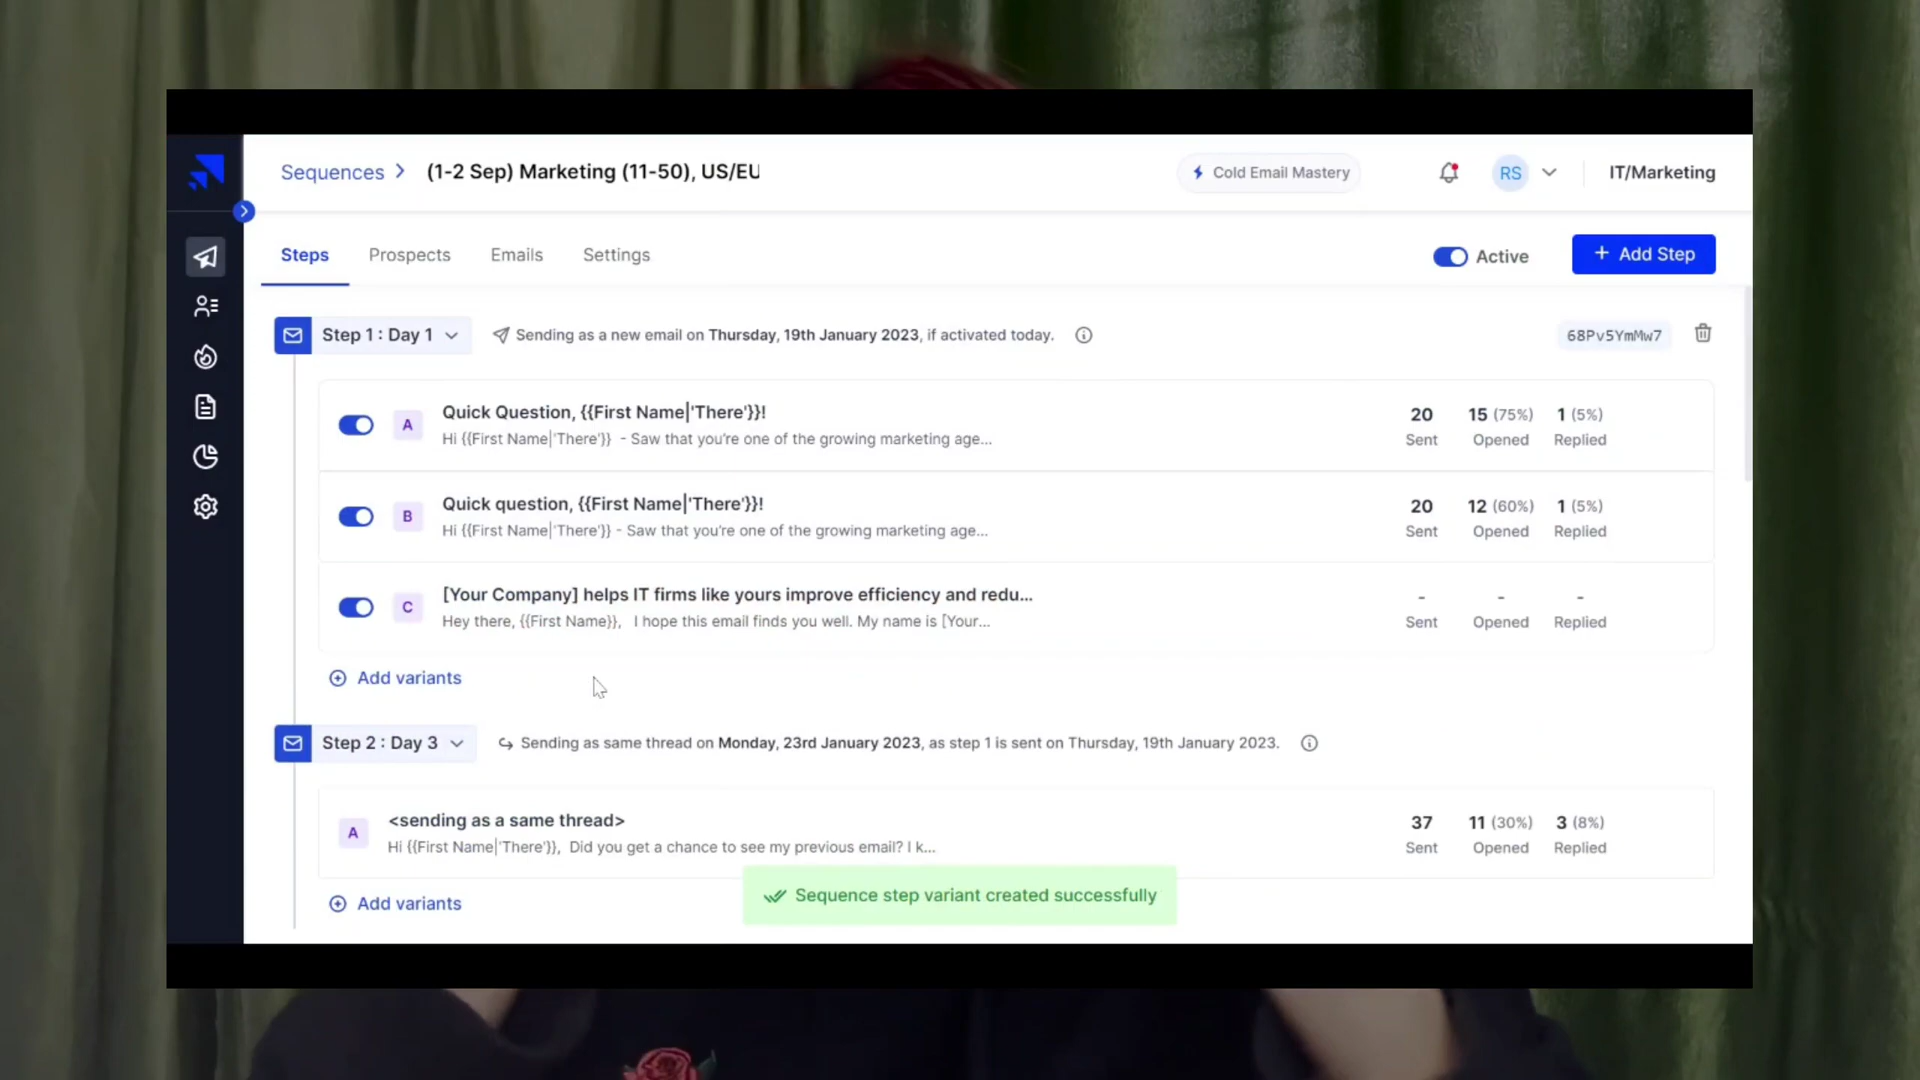 Sequences
(1-2 Sep) Marketing (11-50), US/EU
Cold Email Mastery
RS
IT/Marketing
Steps
Prospects
Emails
Settings
Active
+ Add Step
Step 1 : Day 1
Sending as a new email on Thursday, 19th January 2023, if activated today.
68Pv5YmMw7
A
Quick Question, {{First Name|'There'}}!
Hi {{First Name|'There'}} - Saw that you're one of the growing marketing age...
20
15 (75%)
1 (5%)
Sent
Opened
Replied
B
Quick question, {{First Name|'There'}}!
Hi {{First Name|'There'}} - Saw that you're one of the growing marketing age...
20
12 (60%)
1 (5%)
Sent
Opened
Replied
C
[Your Company] helps IT firms like yours improve efficiency and redu...
Hey there, {{First Name}}, I hope this email finds you well. My name is [Your...
-
-
-
Sent
Opened
Replied
Add variants
Step 2 : Day 3
Sending as same thread on Monday, 23rd January 2023, as step 1 is sent on Thursday, 19th January 2023.
A
<sending as a same thread>
Hi {{First Name|'There'}}, Did you get a chance to see my previous email? I k...
37
11 (30%)
3 (8%)
Sent
Opened
Replied
Add variants
Sequence step variant created successfully